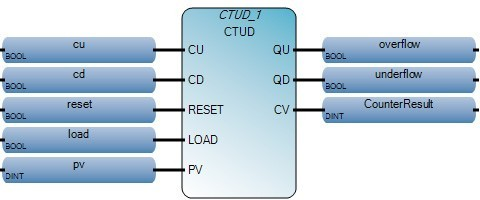 CTUD_1
CTUD
cu
BOOL
CU
QU
overflow
BOOL
cd
BOOL
CD
QD
underflow
BOOL
reset
BOOL
RESET
CV
CounterResult
DINT
load
BOOL
LOAD
pv
DINT
PV